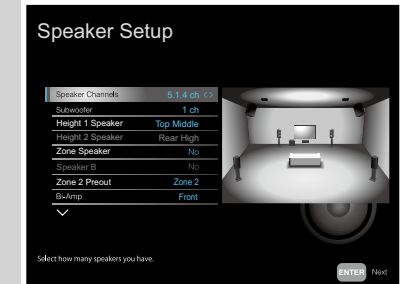 Speaker Setup
Speaker Channels 5.1.4 ch <>
Subwoofer 1 ch
Height 1 Speaker Top Middle
Height 2 Speaker Rear High
Zone Speaker No
Speaker B No
Zone 2 Preout Zone 2
Bi-Amp Front
Select how many speakers you have.
ENTER Next